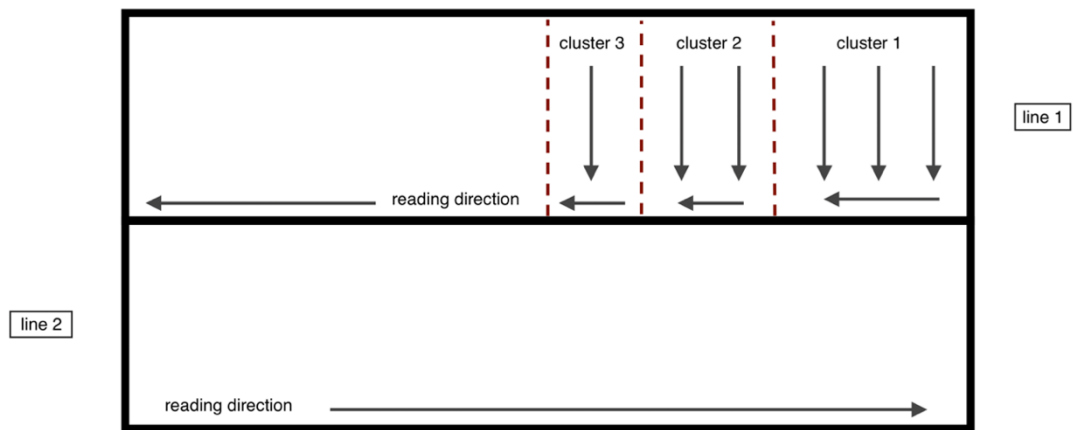 cluster 3 cluster 2 cluster 1
line 1
reading direction
line 2
reading direction